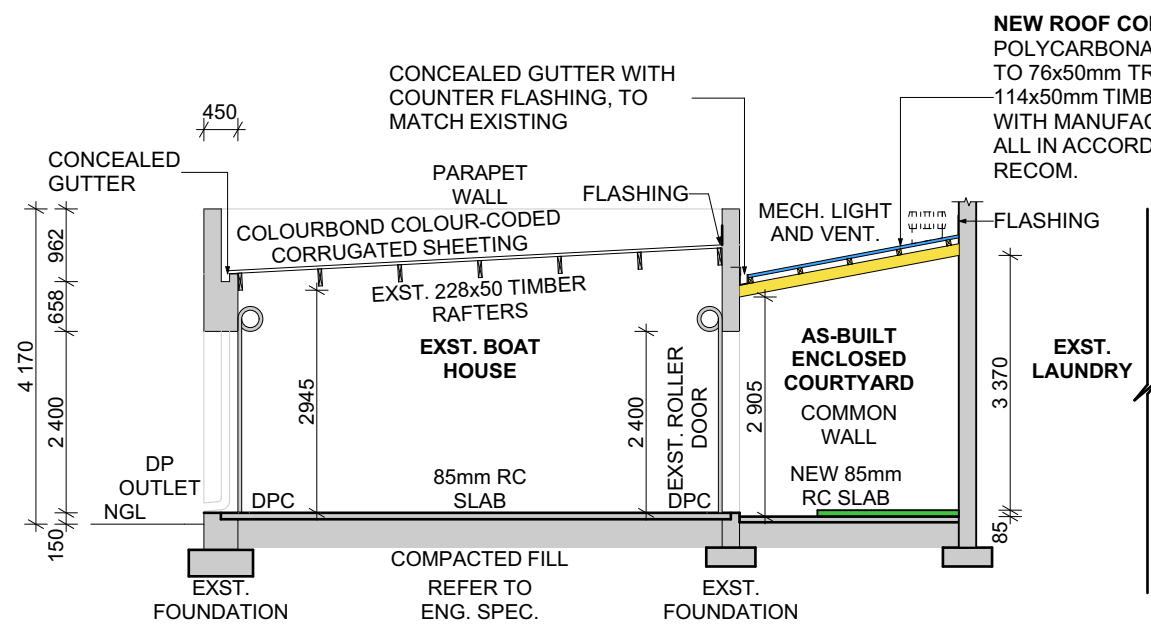 NEW ROOF CO
POLYCARBONA
TO 76x50mm TR
114x50mm TIMB
WITH MANUFAC
ALL IN ACCORD
RECOM.
CONCEALED GUTTER WITH
COUNTER FLASHING, TO
MATCH EXISTING
450
CONCEALED
GUTTER
PARAPET
WALL
FLASHING
MECH. LIGHT
AND VENT.
FLASHING
COLOURBOND COLOUR-CODED
CORRUGATED SHEETING
EXST. 228x50 TIMBER
RAFTERS
962
658
4 170
2 400
150
EXST. BOAT
HOUSE
2945
2 400
EXST. ROLLER
DOOR
2 905
AS-BUILT
ENCLOSED
COURTYARD
COMMON
WALL
3 370
EXST.
LAUNDRY
DP
OUTLET
NGL
DPC
85mm RC
SLAB
DPC
NEW 85mm
RC SLAB
85
COMPACTED FILL
REFER TO
ENG. SPEC.
EXST.
FOUNDATION
EXST.
FOUNDATION